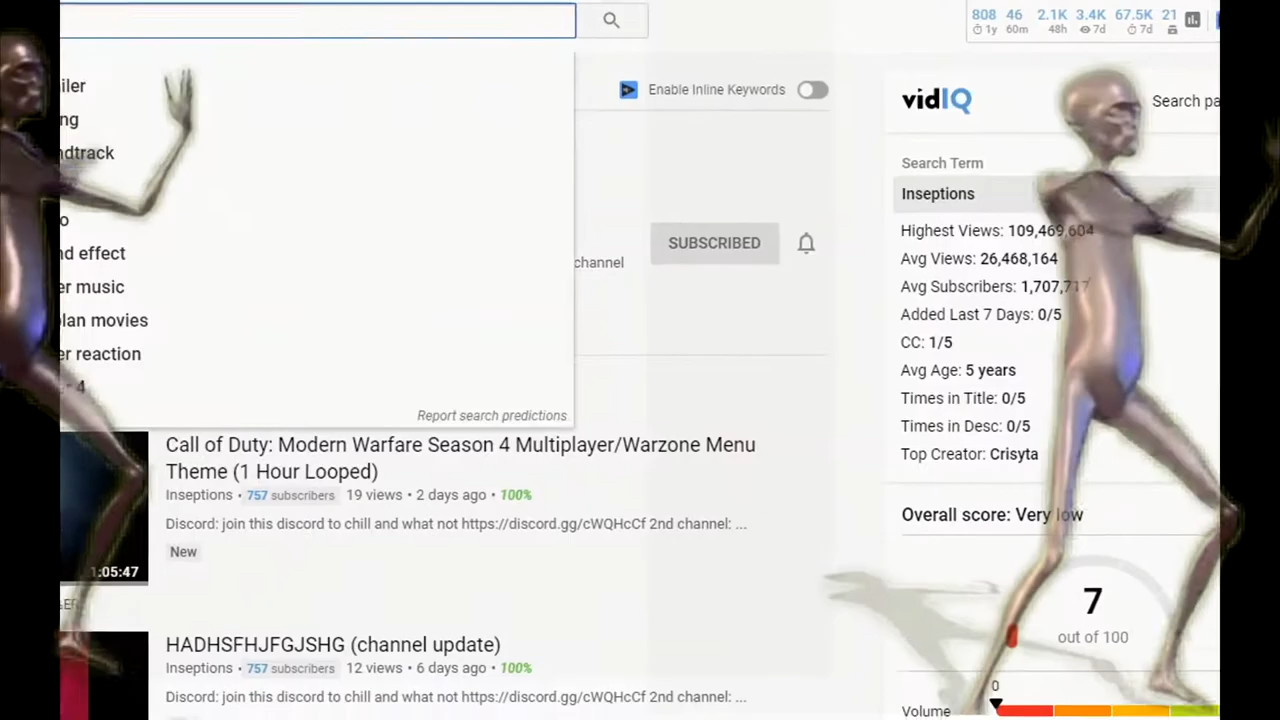 808 46 2.1K 3.4K 67.5K 21
1y 60m 48h 7d 7d
iler
Enable Inline Keywords
vidIQ
Search pa
ng
ndtrack
Search Term
Inseptions
o
Highest Views: 109,469,604
SUBSCRIBED
nd effect
channel
Avg Views: 26,468,164
er music
Avg Subscribers: 1,707,717
lan movies
Added Last 7 Days: 0/5
CC: 1/5
er reaction
Avg Age: 5 years
4
Times in Title: 0/5
Report search predictions
Times in Desc: 0/5
Call of Duty: Modern Warfare Season 4 Multiplayer/Warzone Menu
Theme (1 Hour Looped)
Top Creator: Crisyta
Inseptions • 757 subscribers 19 views • 2 days ago • 100%
Overall score: Very low
Discord: join this discord to chill and what not https://discord.gg/cWQHcCf 2nd channel: ...
New
1:05:47
7
out of 100
HADHSFHJFGJSHG (channel update)
Inseptions • 757 subscribers 12 views • 6 days ago • 100%
0
Discord: join this discord to chill and what not https://discord.gg/cWQHcCf 2nd channel: ...
Volume